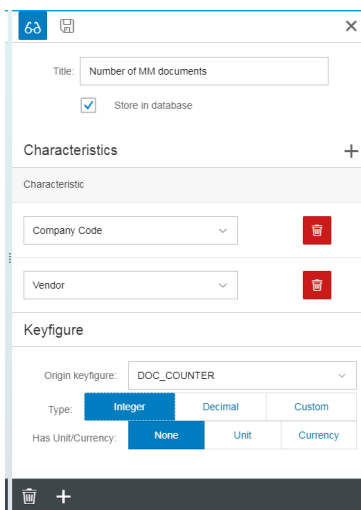 Title: Number of MM documents
Store in database
Characteristics
Characteristic
Company Code
Vendor
Keyfigure
Origin keyfigure: DOC_COUNTER
Type: Integer Decimal Custom
Has Unit/Currency: None Unit Currency